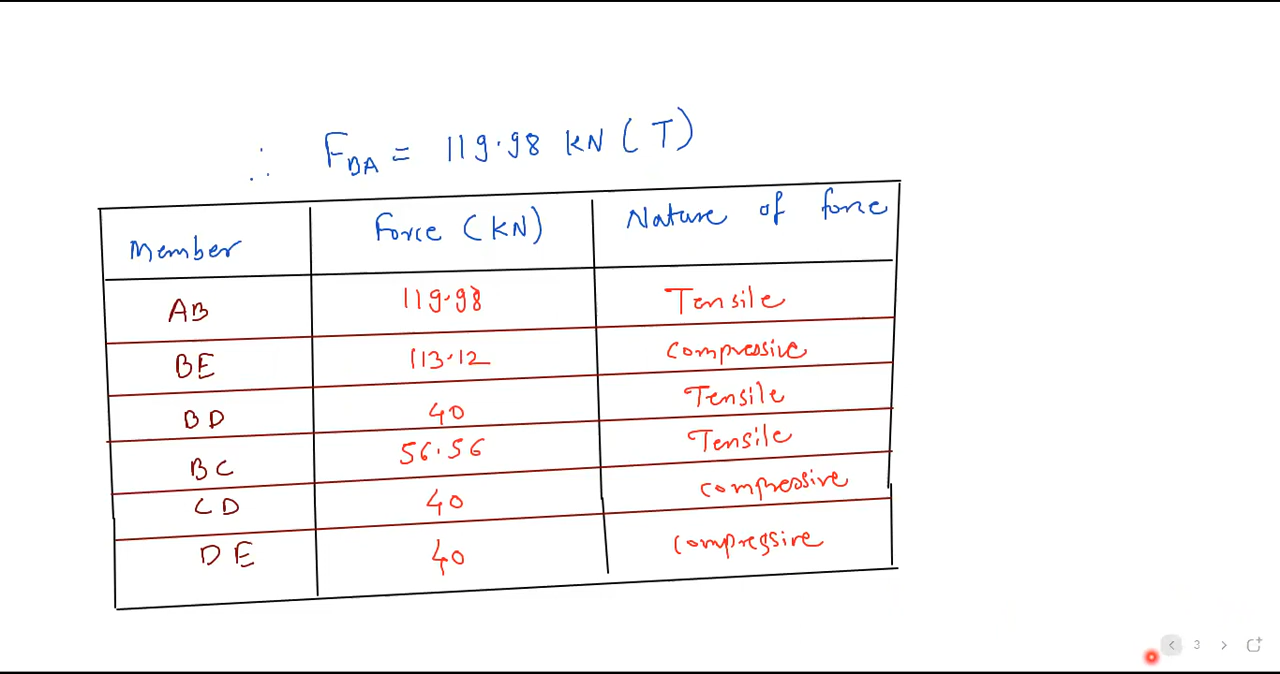 ∴ F_BA = 119.98 kN (T)
Member Force (kN) Nature of force
AB 119.98 Tensile
BE 113.12 compressive
BD 40 Tensile
BC 56.56 Tensile
CD 40 compressive
DE 40 compressive
3